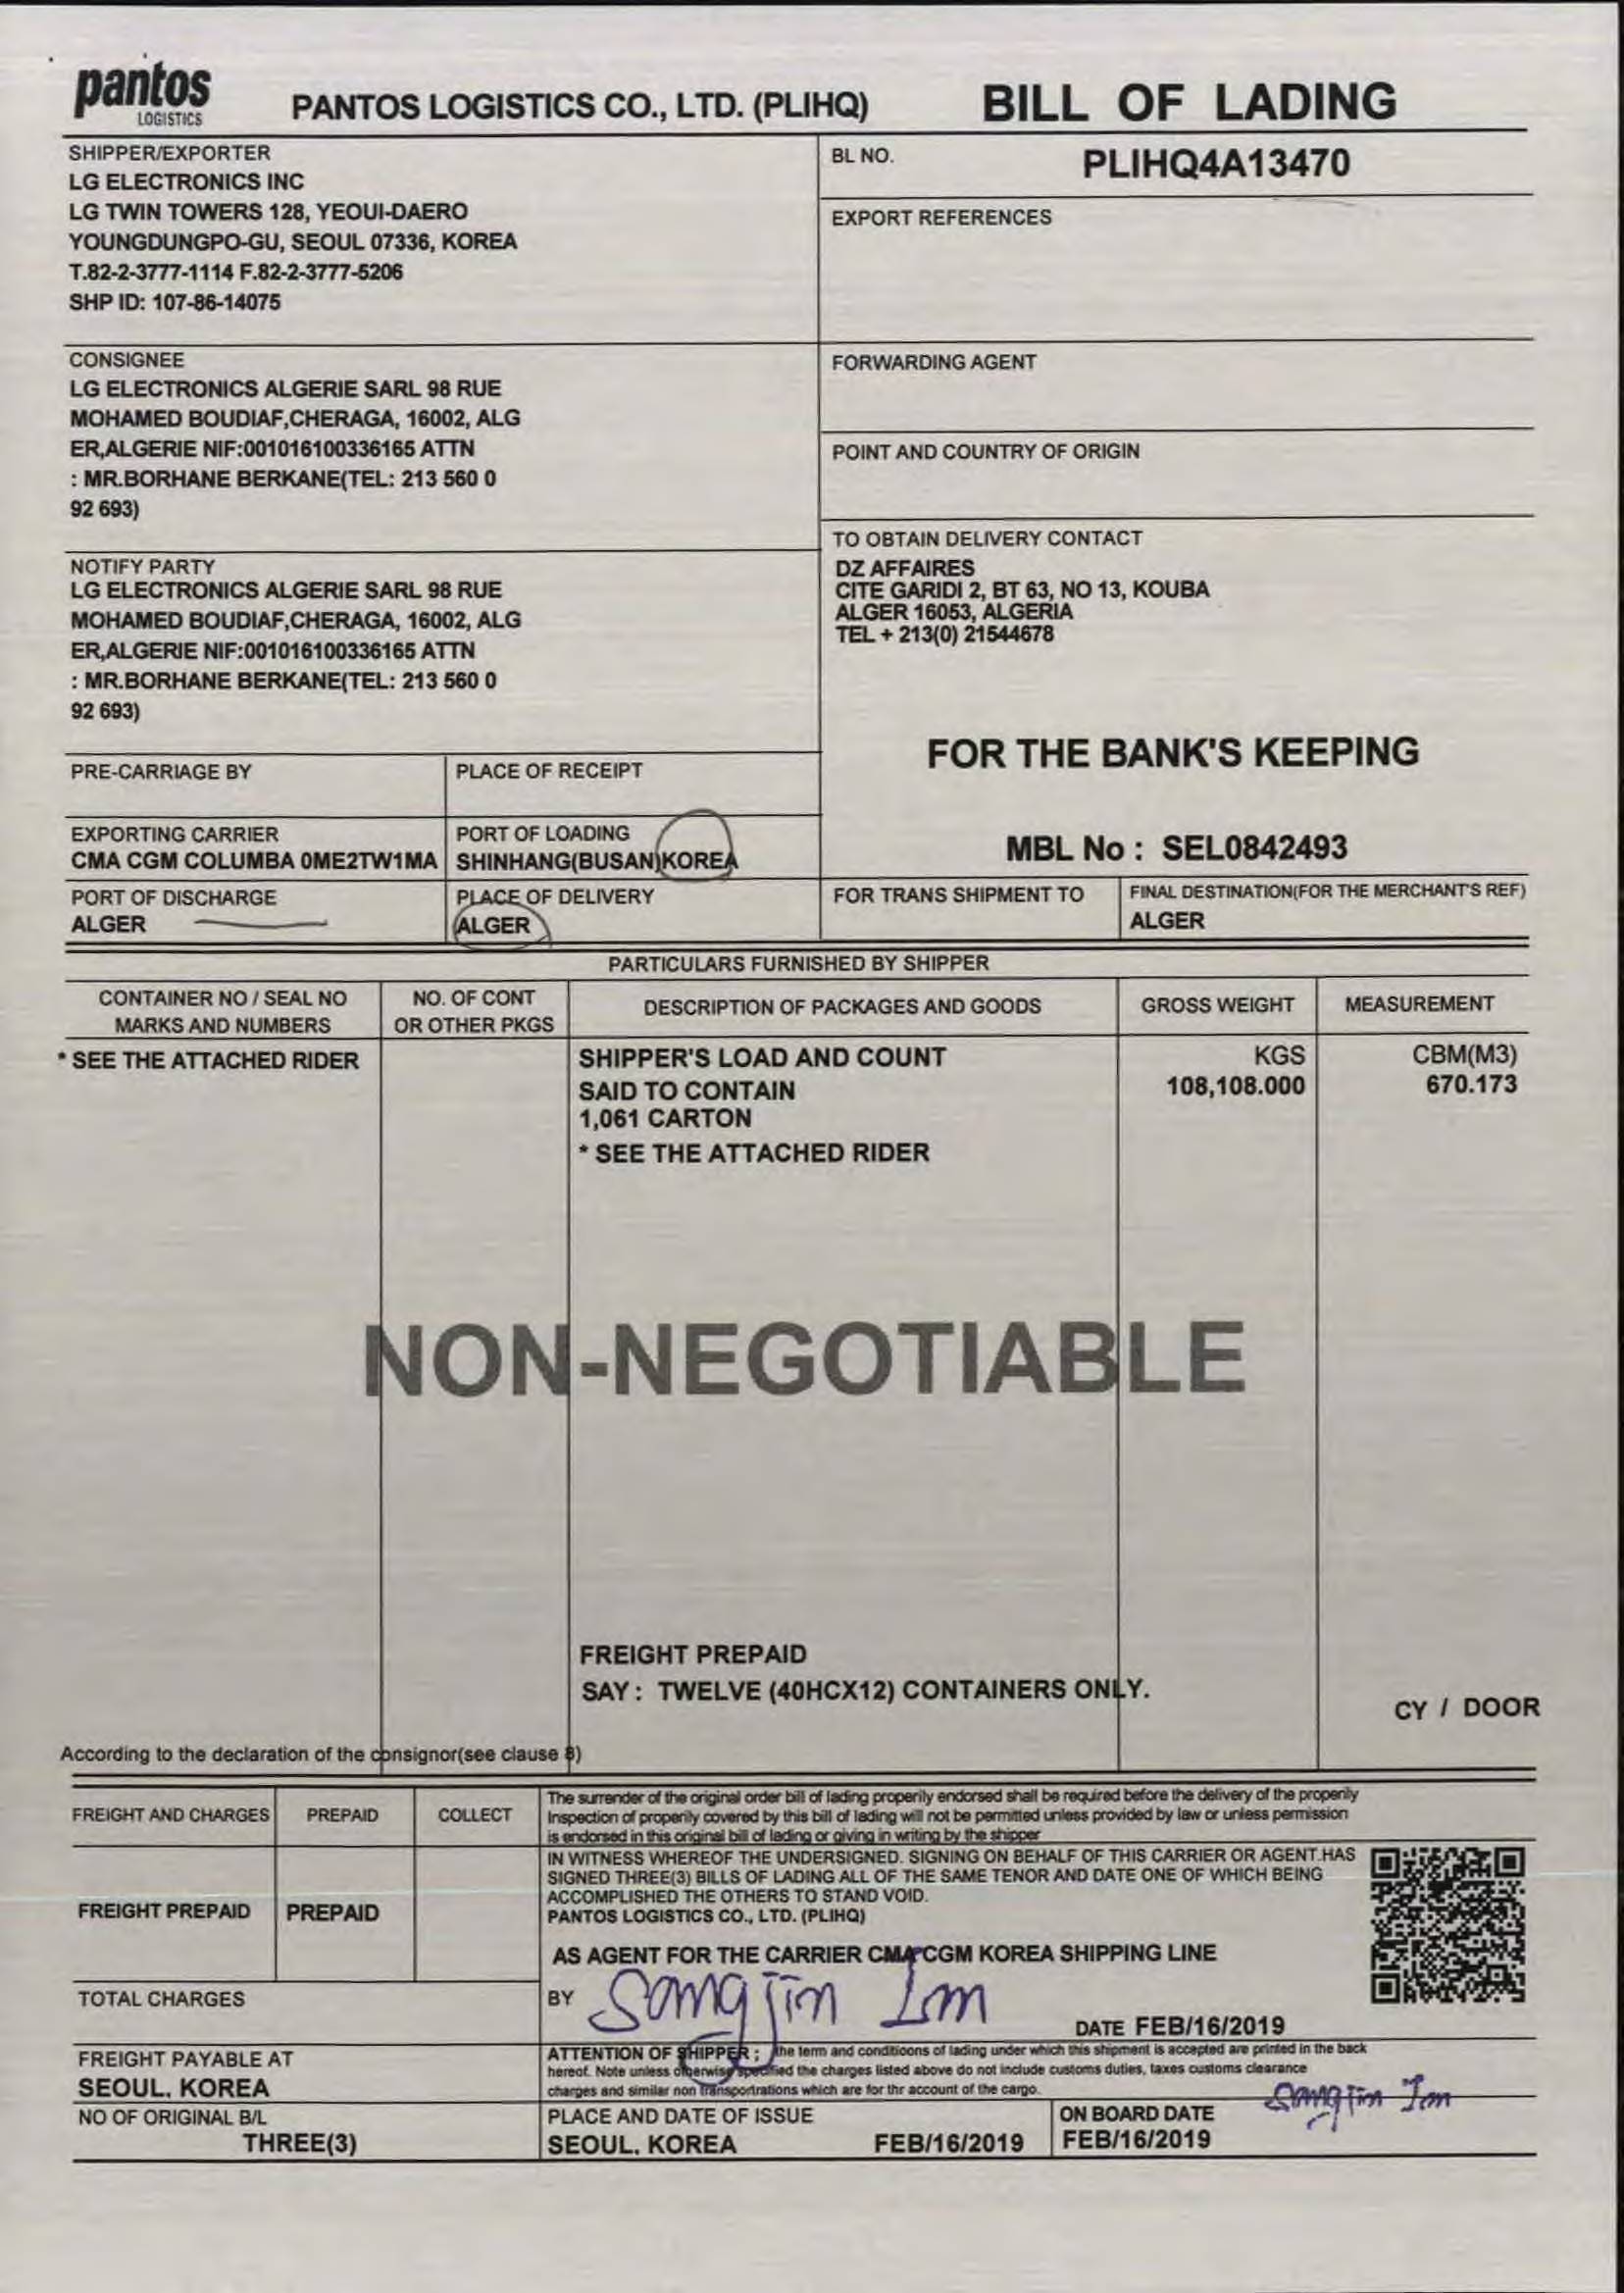 pantos
LOGISTICS
PANTOS LOGISTICS CO., LTD. (PLIHQ)
BILL OF LADING
SHIPPER/EXPORTER
LG ELECTRONICS INC
LG TWIN TOWERS 128, YEOUI-DAERO
YOUNGDUNGPO-GU, SEOUL 07336, KOREA
T.82-2-3777-1114 F.82-2-3777-5206
SHP ID: 107-86-14075
BL NO.
PLIHQ4A13470
EXPORT REFERENCES
CONSIGNEE
LG ELECTRONICS ALGERIE SARL 98 RUE
MOHAMED BOUDIAF,CHERAGA, 16002, ALG
ER,ALGERIE NIF:001016100336165 ATTN
: MR.BORHANE BERKANE(TEL: 213 560 0
92 693)
FORWARDING AGENT
POINT AND COUNTRY OF ORIGIN
NOTIFY PARTY
LG ELECTRONICS ALGERIE SARL 98 RUE
MOHAMED BOUDIAF,CHERAGA, 16002, ALG
ER,ALGERIE NIF:001016100336165 ATTN
: MR.BORHANE BERKANE(TEL: 213 560 0
92 693)
TO OBTAIN DELIVERY CONTACT
DZ AFFAIRES
CITE GARIDI 2, BT 63, NO 13, KOUBA
ALGER 16053, ALGERIA
TEL + 213(0) 21544678
FOR THE BANK'S KEEPING
MBL No : SEL0842493
PRE-CARRIAGE BY
PLACE OF RECEIPT
EXPORTING CARRIER
CMA CGM COLUMBA 0ME2TW1MA
PORT OF LOADING
SHINHANG(BUSAN)KOREA
PORT OF DISCHARGE
ALGER
PLACE OF DELIVERY
ALGER
FOR TRANS SHIPMENT TO
FINAL DESTINATION(FOR THE MERCHANT'S REF)
ALGER
PARTICULARS FURNISHED BY SHIPPER
CONTAINER NO / SEAL NO
MARKS AND NUMBERS
NO. OF CONT
OR OTHER PKGS
DESCRIPTION OF PACKAGES AND GOODS
GROSS WEIGHT
MEASUREMENT
* SEE THE ATTACHED RIDER
SHIPPER'S LOAD AND COUNT
SAID TO CONTAIN
1,061 CARTON
* SEE THE ATTACHED RIDER
KGS
108,108.000
CBM(M3)
670.173
NON-NEGOTIABLE
FREIGHT PREPAID
SAY : TWELVE (40HCX12) CONTAINERS ONLY.
CY / DOOR
According to the declaration of the consignor(see clause 8)
FREIGHT AND CHARGES
PREPAID
COLLECT
The surrender of the original order bill of lading properily endorsed shall be required before the delivery of the properily
Inspection of properily covered by this bill of lading will not be permitted unless provided by law or unless permission
is endorsed in this original bill of lading or giving in writing by the shipper
FREIGHT PREPAID
PREPAID
IN WITNESS WHEREOF THE UNDERSIGNED. SIGNING ON BEHALF OF THIS CARRIER OR AGENT.HAS
SIGNED THREE(3) BILLS OF LADING ALL OF THE SAME TENOR AND DATE ONE OF WHICH BEING
ACCOMPLISHED THE OTHERS TO STAND VOID.
PANTOS LOGISTICS CO., LTD. (PLIHQ)
AS AGENT FOR THE CARRIER CMA CGM KOREA SHIPPING LINE
TOTAL CHARGES
BY Sangjin Im
DATE FEB/16/2019
FREIGHT PAYABLE AT
SEOUL, KOREA
ATTENTION OF SHIPPER ; the term and conditioons of lading under which this shipment is accepted are printed in the back
hereof. Note unless otherwise specified the charges listed above do not include customs duties, taxes customs clearance
charges and similar non transportrations which are for thr account of the cargo.
Sangjin Im
NO OF ORIGINAL B/L
THREE(3)
PLACE AND DATE OF ISSUE
SEOUL, KOREA FEB/16/2019
ON BOARD DATE
FEB/16/2019